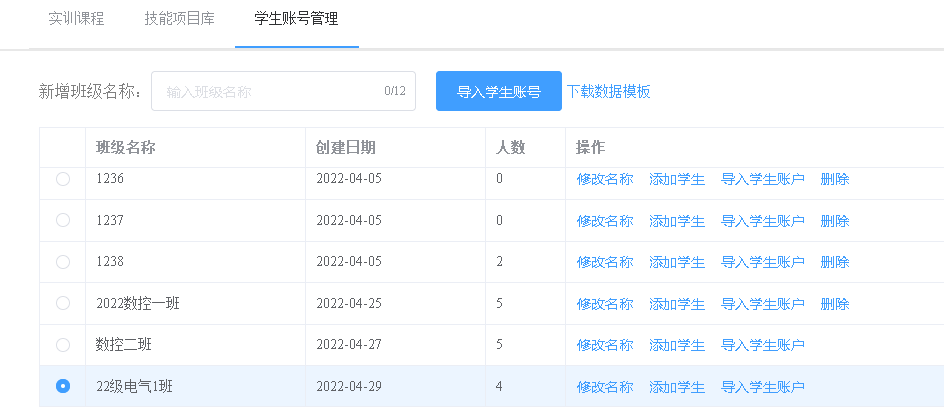 实训课程 技能项目库 学生账号管理
新增班级名称: 输入班级名称 0/12 导入学生账号 下载数据模板
班级名称 创建日期 人数 操作
1236 2022-04-05 0 修改名称 添加学生 导入学生账户 删除
1237 2022-04-05 0 修改名称 添加学生 导入学生账户 删除
1238 2022-04-05 2 修改名称 添加学生 导入学生账户 删除
2022数控一班 2022-04-25 5 修改名称 添加学生 导入学生账户 删除
数控二班 2022-04-27 5 修改名称 添加学生 导入学生账户
22级电气1班 2022-04-29 4 修改名称 添加学生 导入学生账户